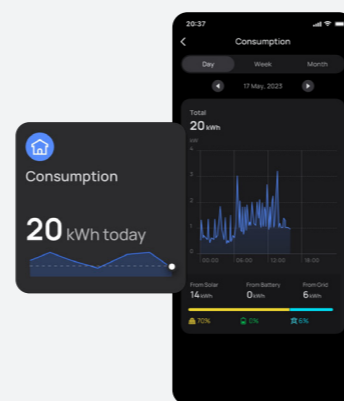 20:37
Consumption
Day Week Month
17 May, 2023
Total
20 kWh
kW
4
3
2
1
0
00:00 06:00 12:00 18:00
From Solar From Battery From Grid
14 kWh 0 kWh 6 kWh
70% 0% 6%
Consumption
20 kWh today